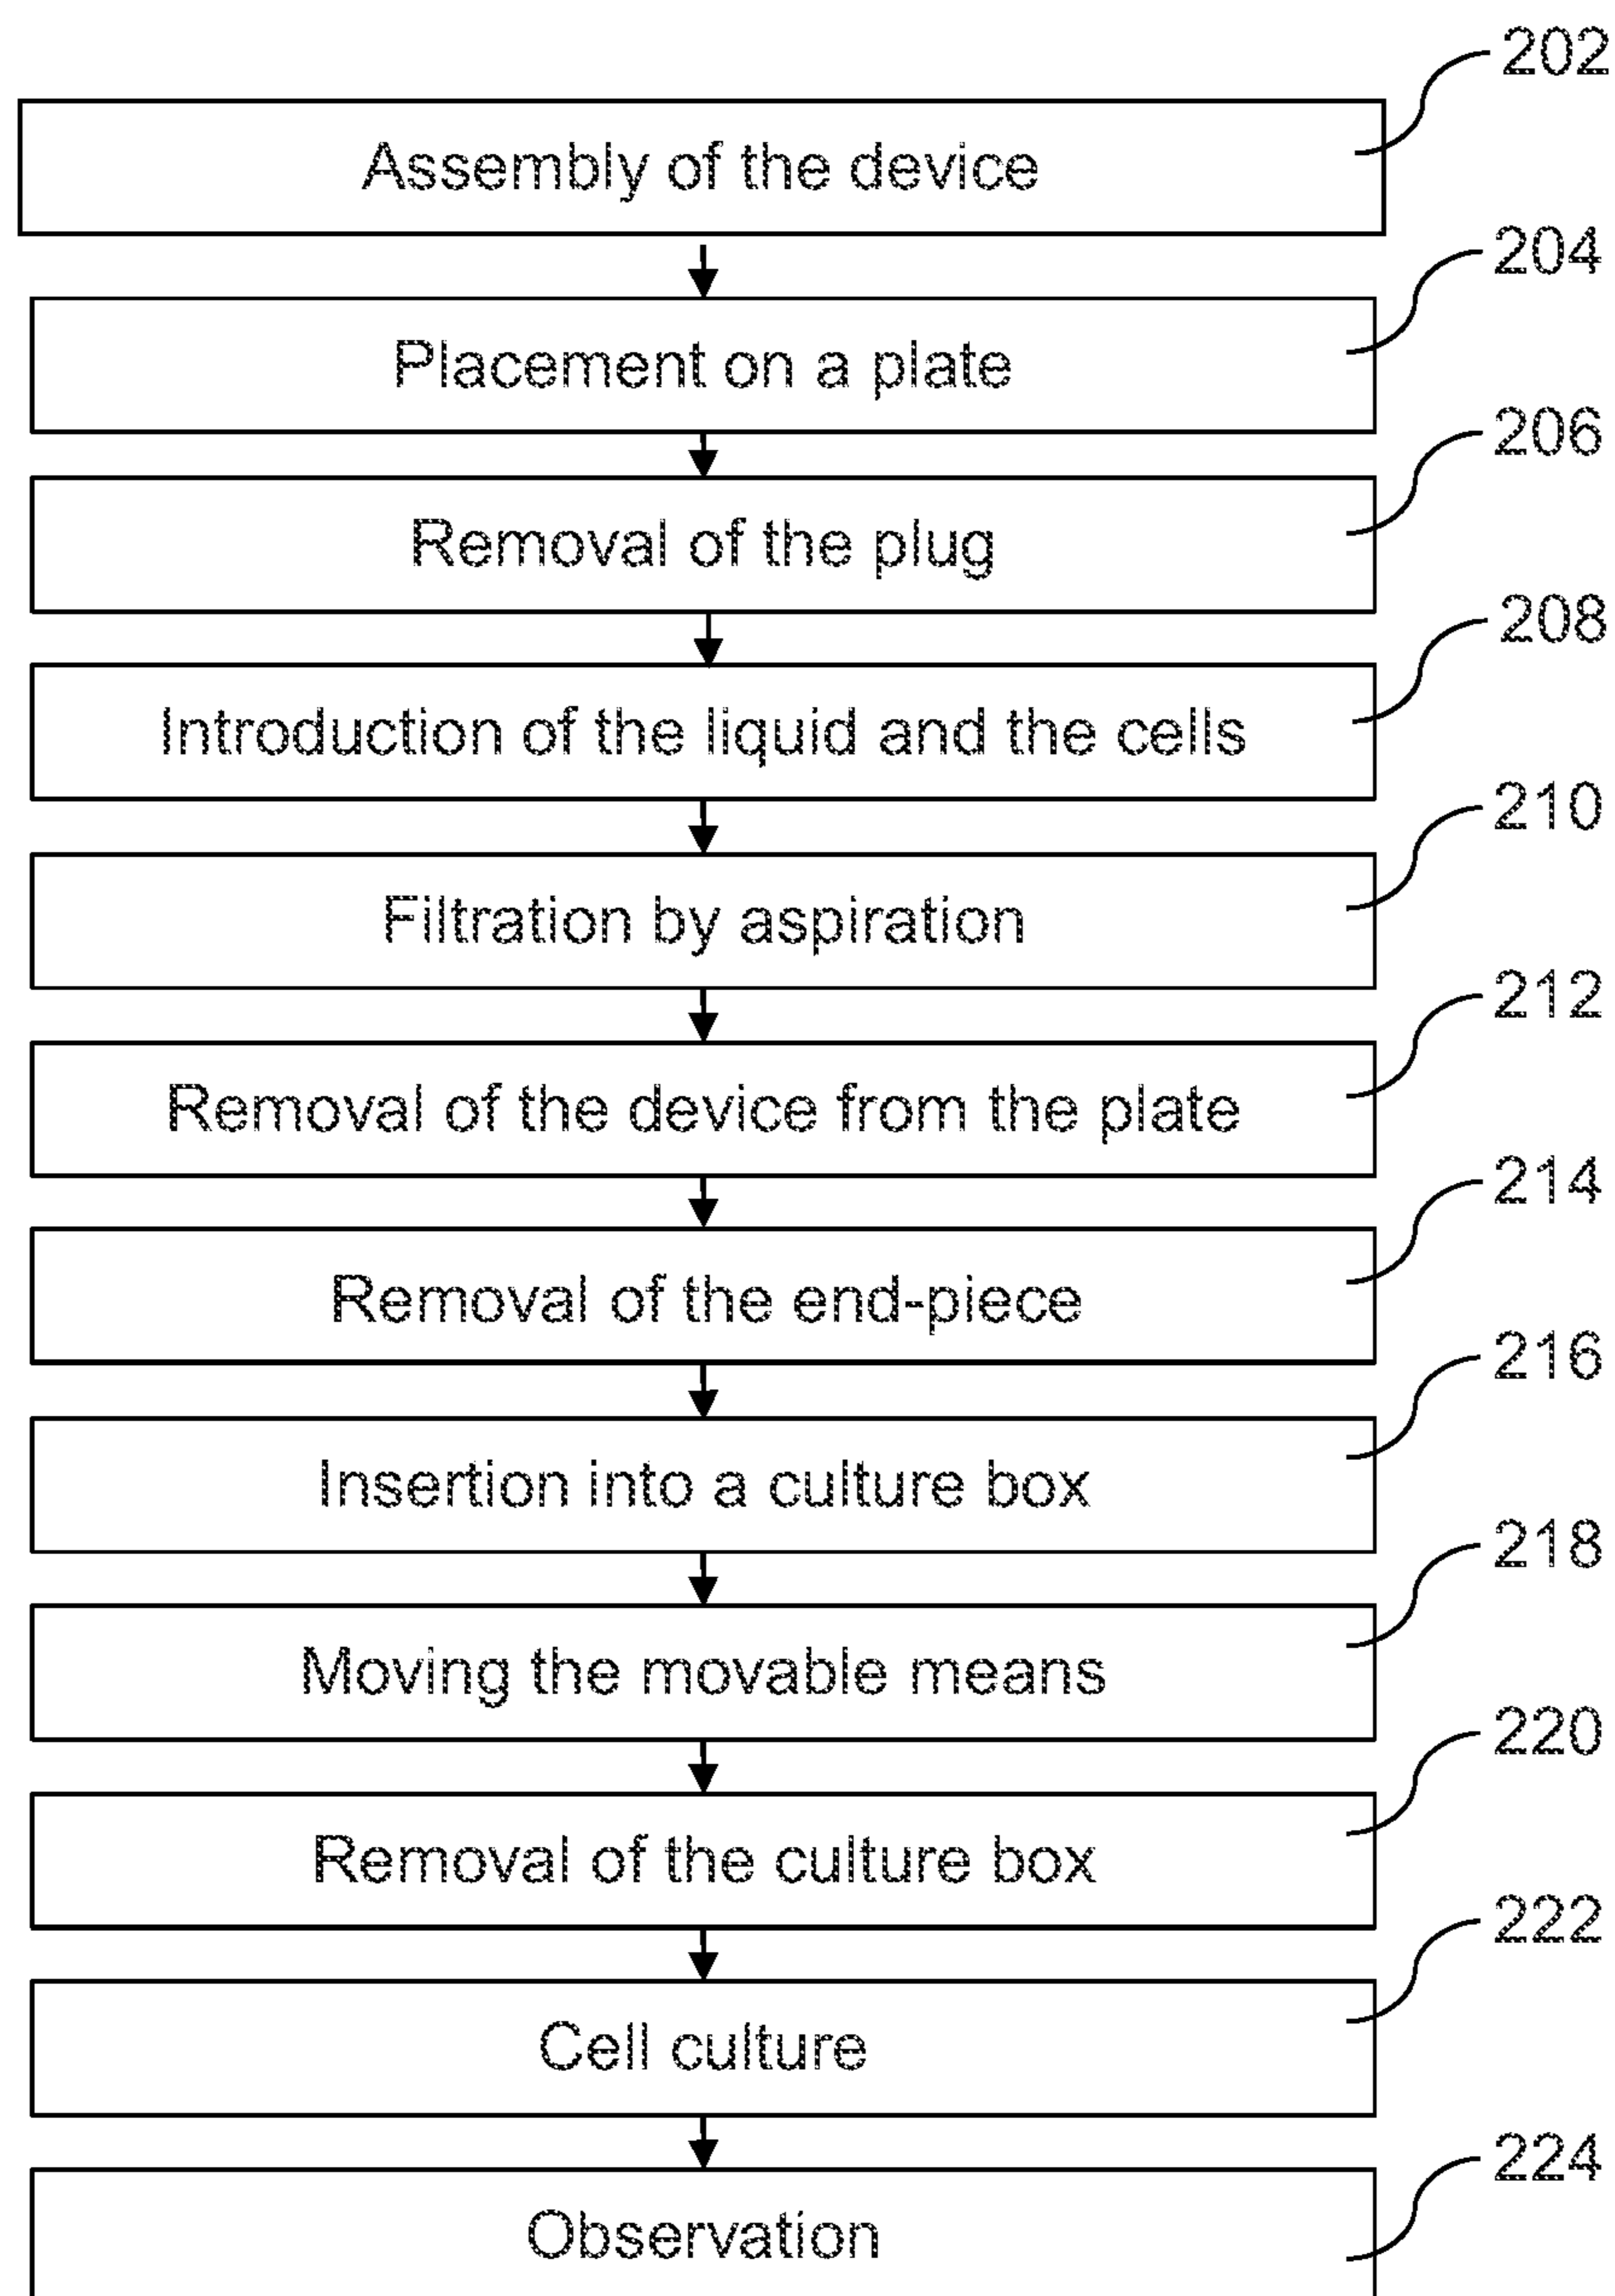 202
Assembly of the device
204
Placement on a plate
206
Removal of the plug
208
Introduction of the liquid and the cells
210
Filtration by aspiration
212
Removal of the device from the plate
214
Removal of the end-piece
216
Insertion into a culture box
218
Moving the movable means
220
Removal of the culture box
222
Cell culture
224
Observation